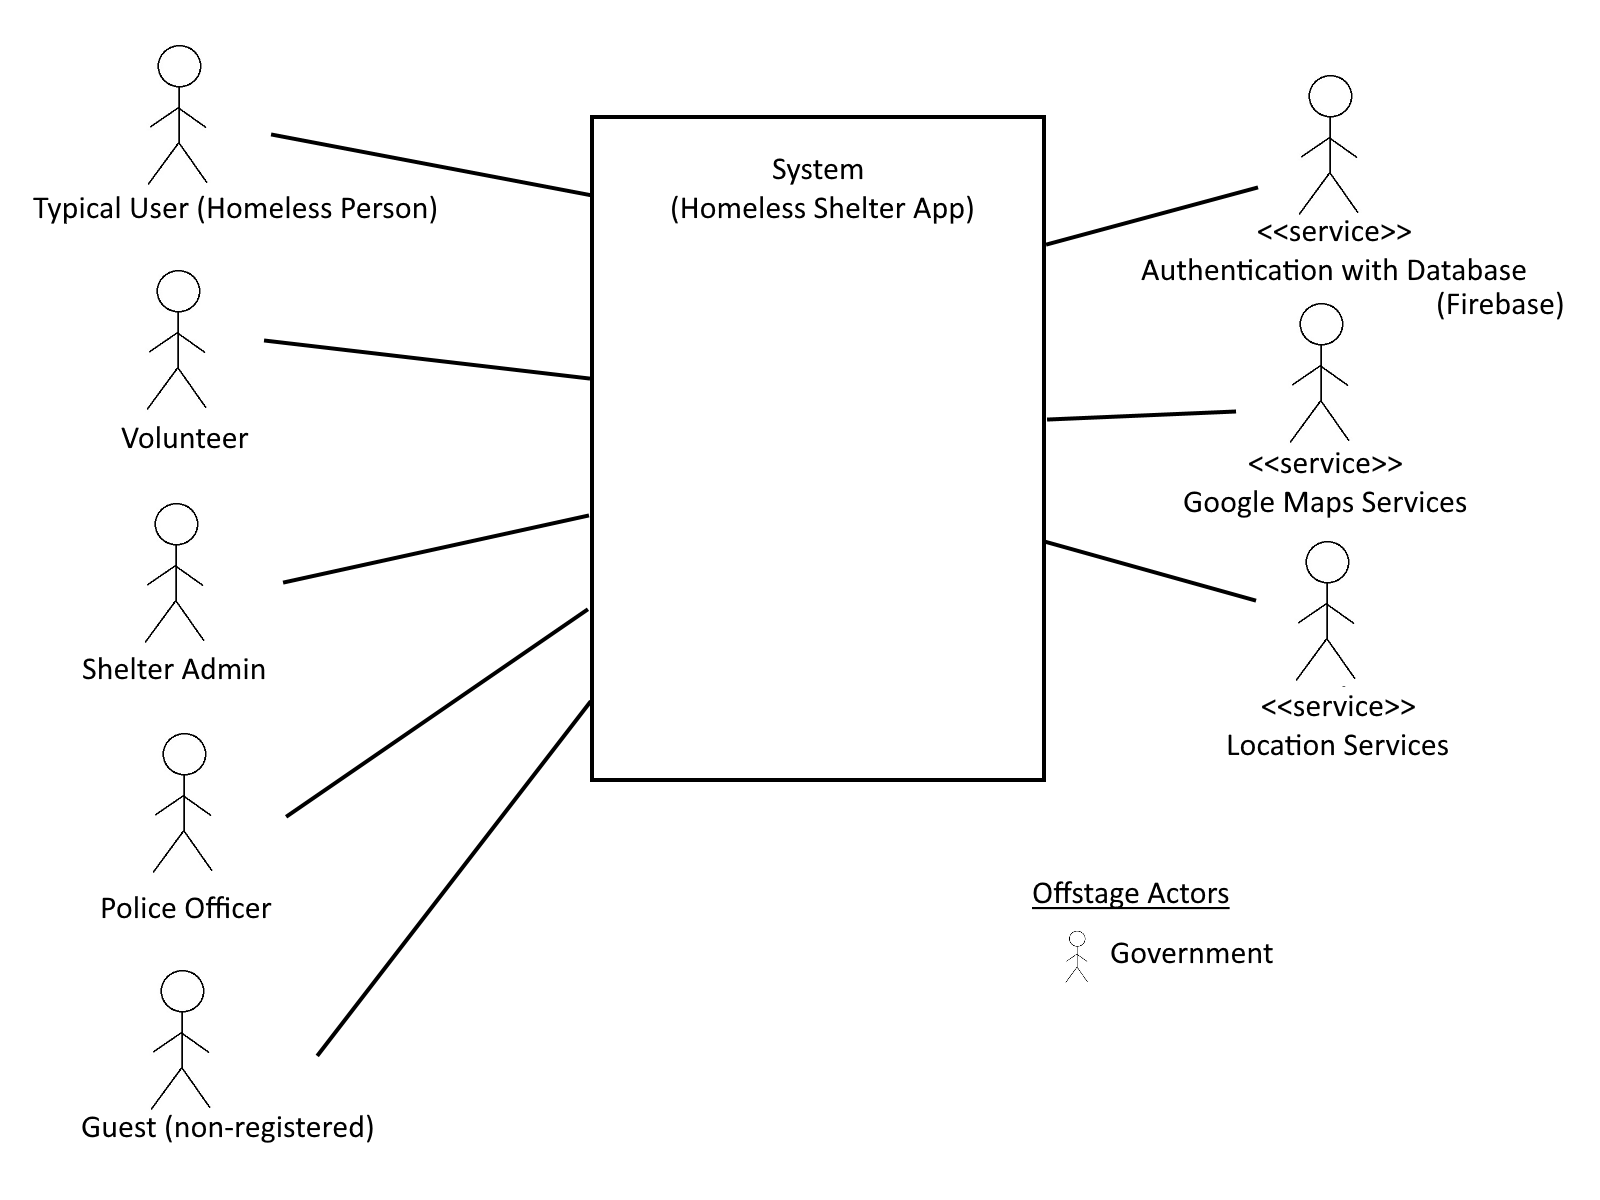 Typical User (Homeless Person)
Volunteer
Shelter Admin
Police Officer
Guest (non-registered)
System
(Homeless Shelter App)
<<service>>
Authentication with Database
(Firebase)
<<service>>
Google Maps Services
<<service>>
Location Services
Offstage Actors
Government